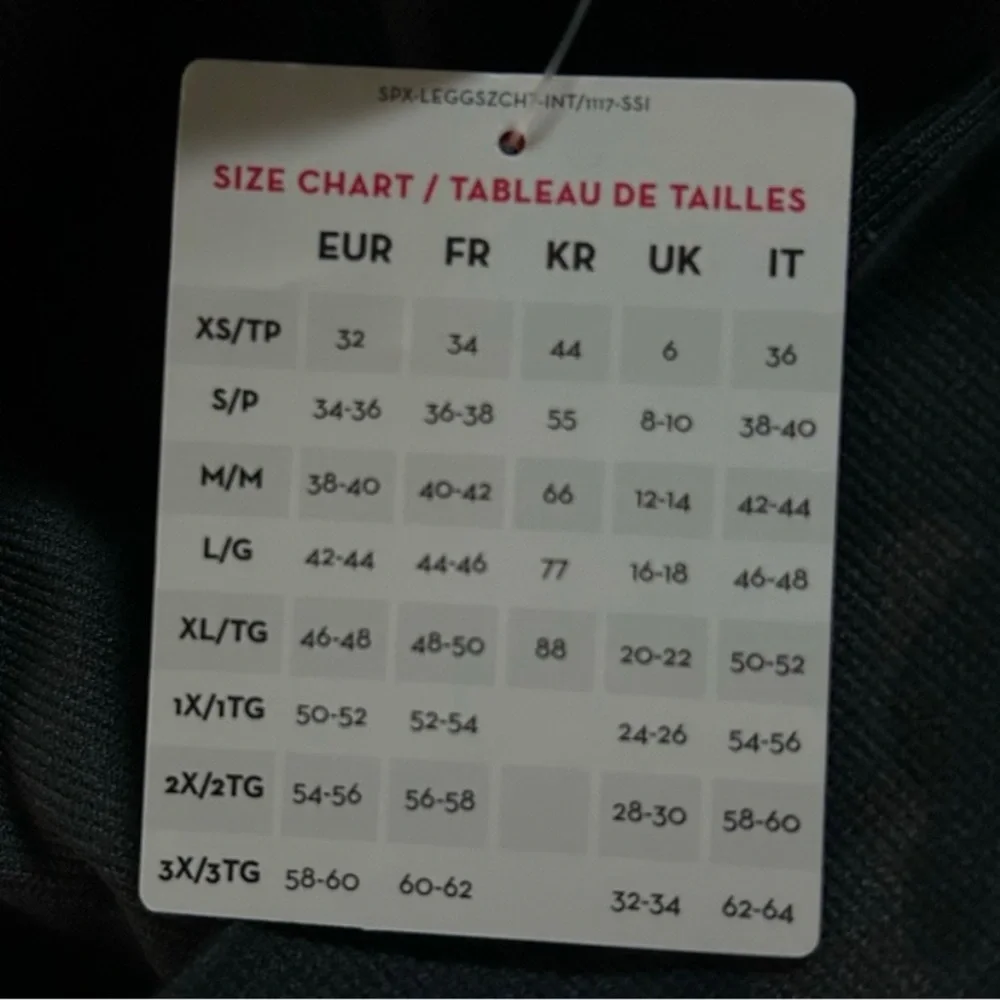 SPX-LEGGSZCHT-INT/1117-SSI
SIZE CHART / TABLEAU DE TAILLES
EUR FR KR UK IT
XS/TP 32 34 44 6 36
S/P 34-36 36-38 55 8-10 38-40
M/M 38-40 40-42 66 12-14 42-44
L/G 42-44 44-46 77 16-18 46-48
XL/TG 46-48 48-50 88 20-22 50-52
1X/1TG 50-52 52-54 24-26 54-56
2X/2TG 54-56 56-58 28-30 58-60
3X/3TG 58-60 60-62 32-34 62-64